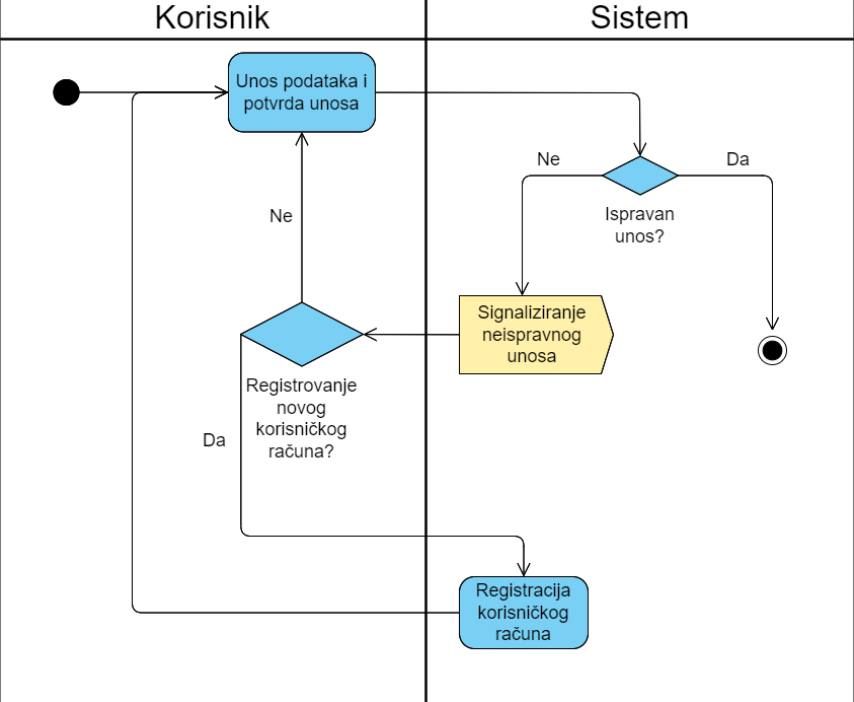 Korisnik
Sistem
Unos podataka i
potvrda unosa
Ne
Da
Ispravan
unos?
Ne
Signaliziranje
neispravnog
unosa
Registrovanje
novog
korisničkog
računa?
Da
Registracija
korisničkog
računa